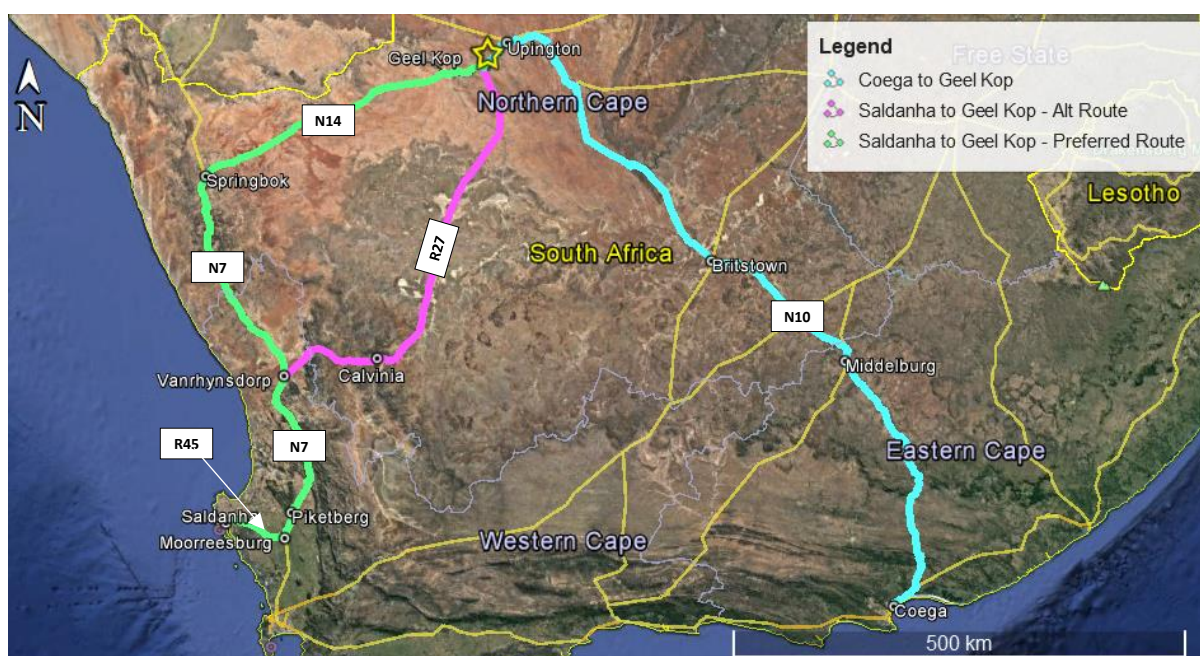 Legend
Coega to Geel Kop
Saldanha to Geel Kop - Alt Route
Saldanha to Geel Kop - Preferred Route
Free State
Geel Kop
Upington
Northern Cape
N
N14
Springbok
Lesotho
R27
South Africa
N7
Britstown
N10
Vanrhynsdorp
Calvinia
Middelburg
R45
N7
Eastern Cape
Saldanha
Piketberg
Moorreesburg
Western Cape
Coega
500 km